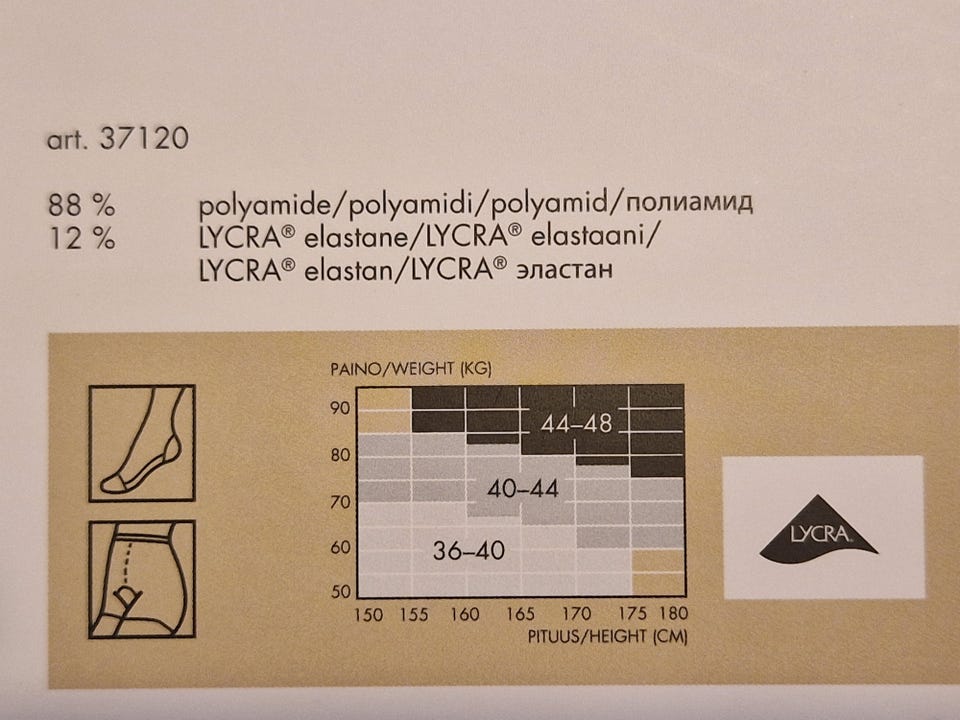 art. 37120
88 % polyamide/polyamidi/polyamid/полиамид
12 % LYCRA® elastane/LYCRA® elastaani/
LYCRA® elastan/LYCRA® эластан
PAINO/WEIGHT (KG)
90
44–48
80
40–44
70
60
36–40
50
150 155 160 165 170 175 180
PITUUS/HEIGHT (CM)
LYCRA®